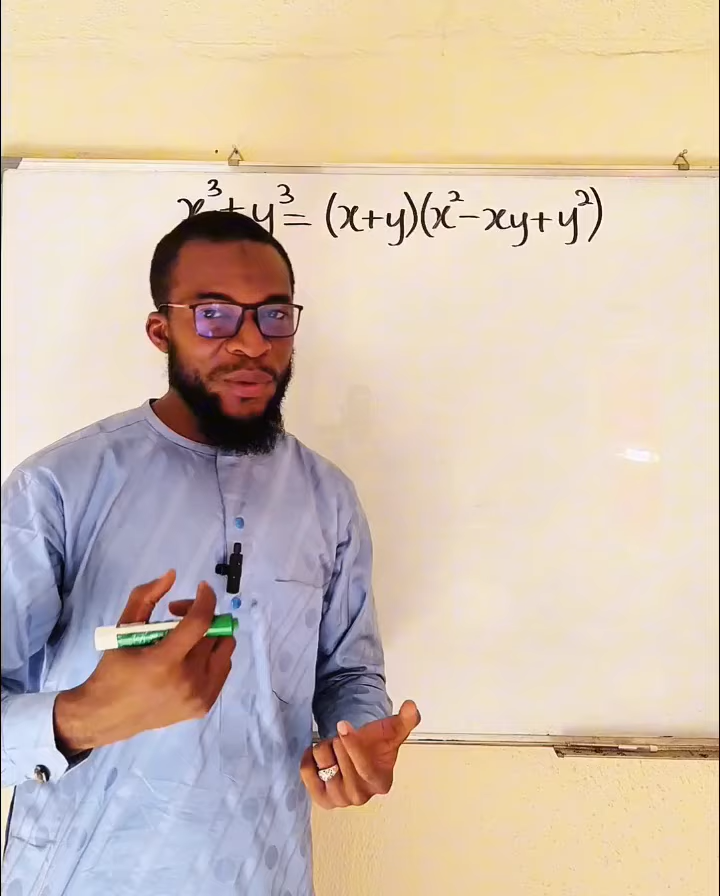 x³ + y³ = (x+y)(x² - xy + y²)